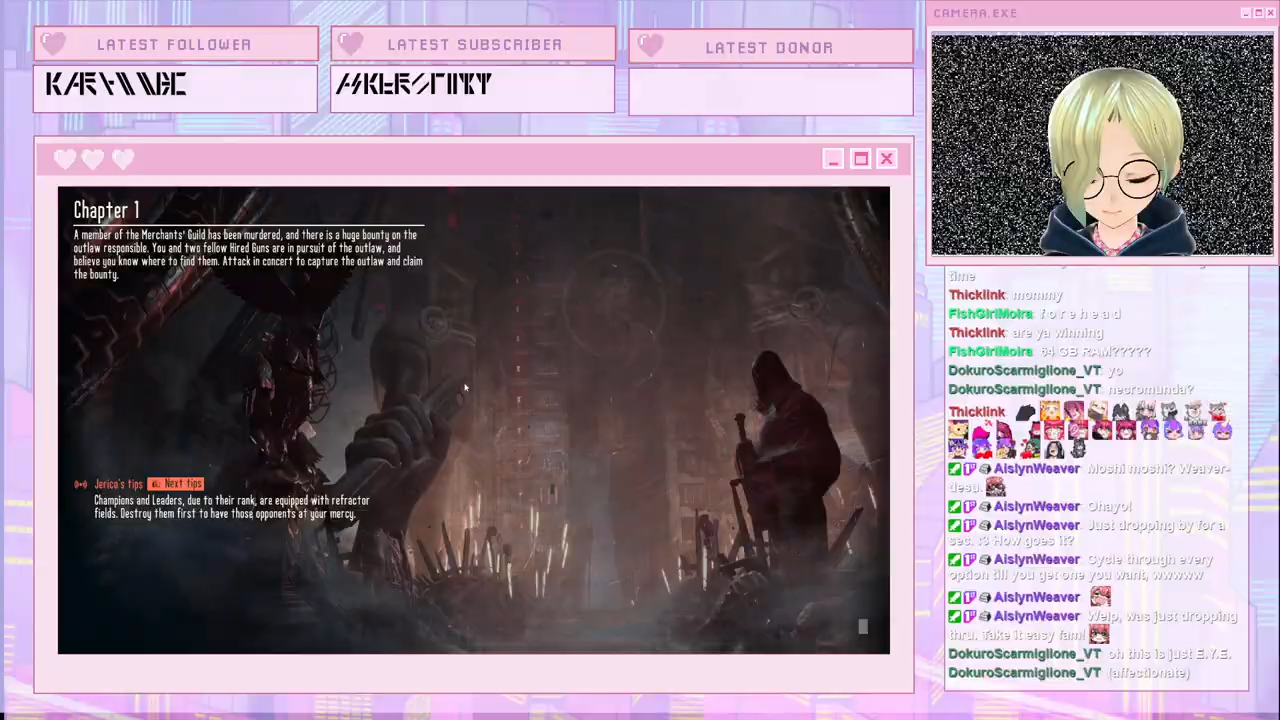 LATEST FOLLOWER
LATEST SUBSCRIBER
LATEST DONOR
CAMERA.EXE
Chapter 1
A member of the Merchants' Guild has been murdered, and there is a huge bounty on the
outlaw responsible. You and two fellow Hired Guns are in pursuit of the outlaw, and
believe you know where to find them. Attack in concert to capture the outlaw and claim
the bounty.
Jerico's tips Next tips
Champions and Leaders, due to their rank, are equipped with refractor
fields. Destroy them first to have those opponents at your mercy.
time
Thicklink: mommy
FishGirlMoira: f o r e h e a d
Thicklink: are ya winning
FishGirlMoira: 64 GB RAM?????
DokuroScarmiglione_VT: yo
DokuroScarmiglione_VT: necromunda?
Thicklink
AislynWeaver: Moshi moshi? Weaver-
desu.
AislynWeaver: Ohayo!
AislynWeaver: Just dropping by for a
sec. :3 How goes it?
AislynWeaver: Cycle through every
option till you get one you want, wwwww
AislynWeaver
AislynWeaver: Welp, was just dropping
thru. Take it easy fam!
DokuroScarmiglione_VT: oh this is just E.Y.E.
DokuroScarmiglione_VT: (affectionate)